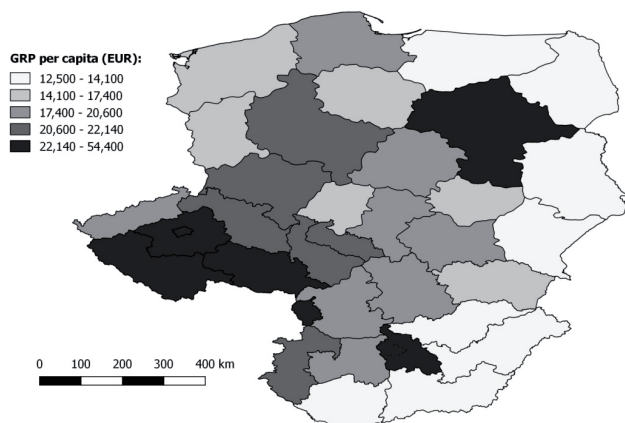 GRP per capita (EUR):
12,500 - 14,100
14,100 - 17,400
17,400 - 20,600
20,600 - 22,140
22,140 - 54,400
0 100 200 300 400 km